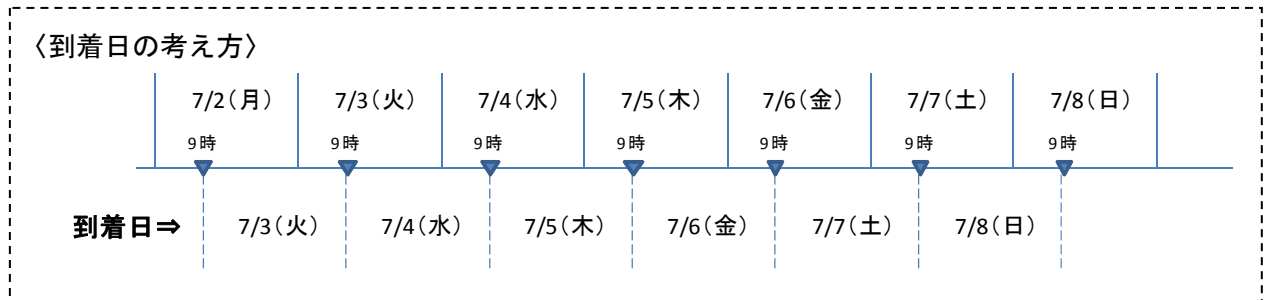 〈到着日の考え方〉
7/2(月) 7/3(火) 7/4(水) 7/5(木) 7/6(金) 7/7(土) 7/8(日)
9時 9時 9時 9時 9時 9時 9時
到着日⇒ 7/3(火) 7/4(水) 7/5(木) 7/6(金) 7/7(土) 7/8(日)